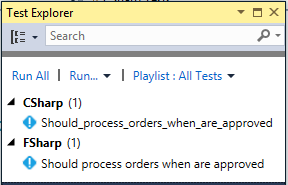 Test Explorer
Search
Run All | Run... | Playlist : All Tests
CSharp (1)
Should_process_orders_when_are_approved
FSharp (1)
Should process orders when are approved